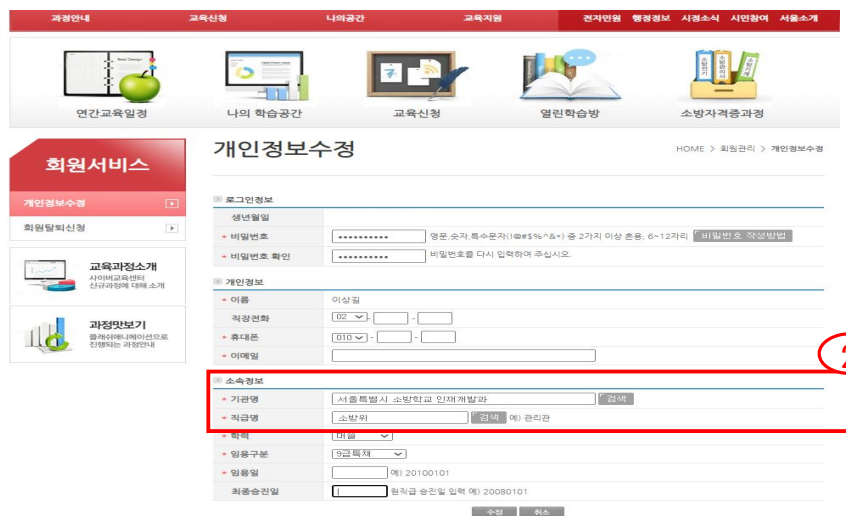 과정안내 교육신청 나의공간 교육지원 전자민원 행정정보 시정소식 시민참여 서울소개
연간교육일정 나의 학습공간 교육신청 열린학습방 소방자격증과정
회원서비스
개인정보수정
회원탈퇴신청
교육과정소개
사이버교육센터
신규과정에 대해 소개
과정맛보기
플래쉬애니메이션으로
진행되는 과정안내
개인정보수정
HOME > 회원관리 > 개인정보수정
로그인정보
생년월일
* 비밀번호 •••••••••• 영문,숫자,특수문자(!@#$%^&*) 중 2가지 이상 혼용, 6~12자리 비밀번호 작성방법
* 비밀번호 확인 •••••••••• 비밀번호를 다시 입력하여 주십시오.
개인정보
* 이름 이상길
직장전화 02 - -
* 휴대폰 010 - -
* 이메일
소속정보
* 기관명 서울특별시 소방학교 인재개발과 검색
* 직급명 소방위 검색 예) 관리관
* 학력 대졸
* 임용구분 9급특채
* 임용일 예) 20100101
최종승진일 현직급 승진일 입력 예) 20080101
수정 취소